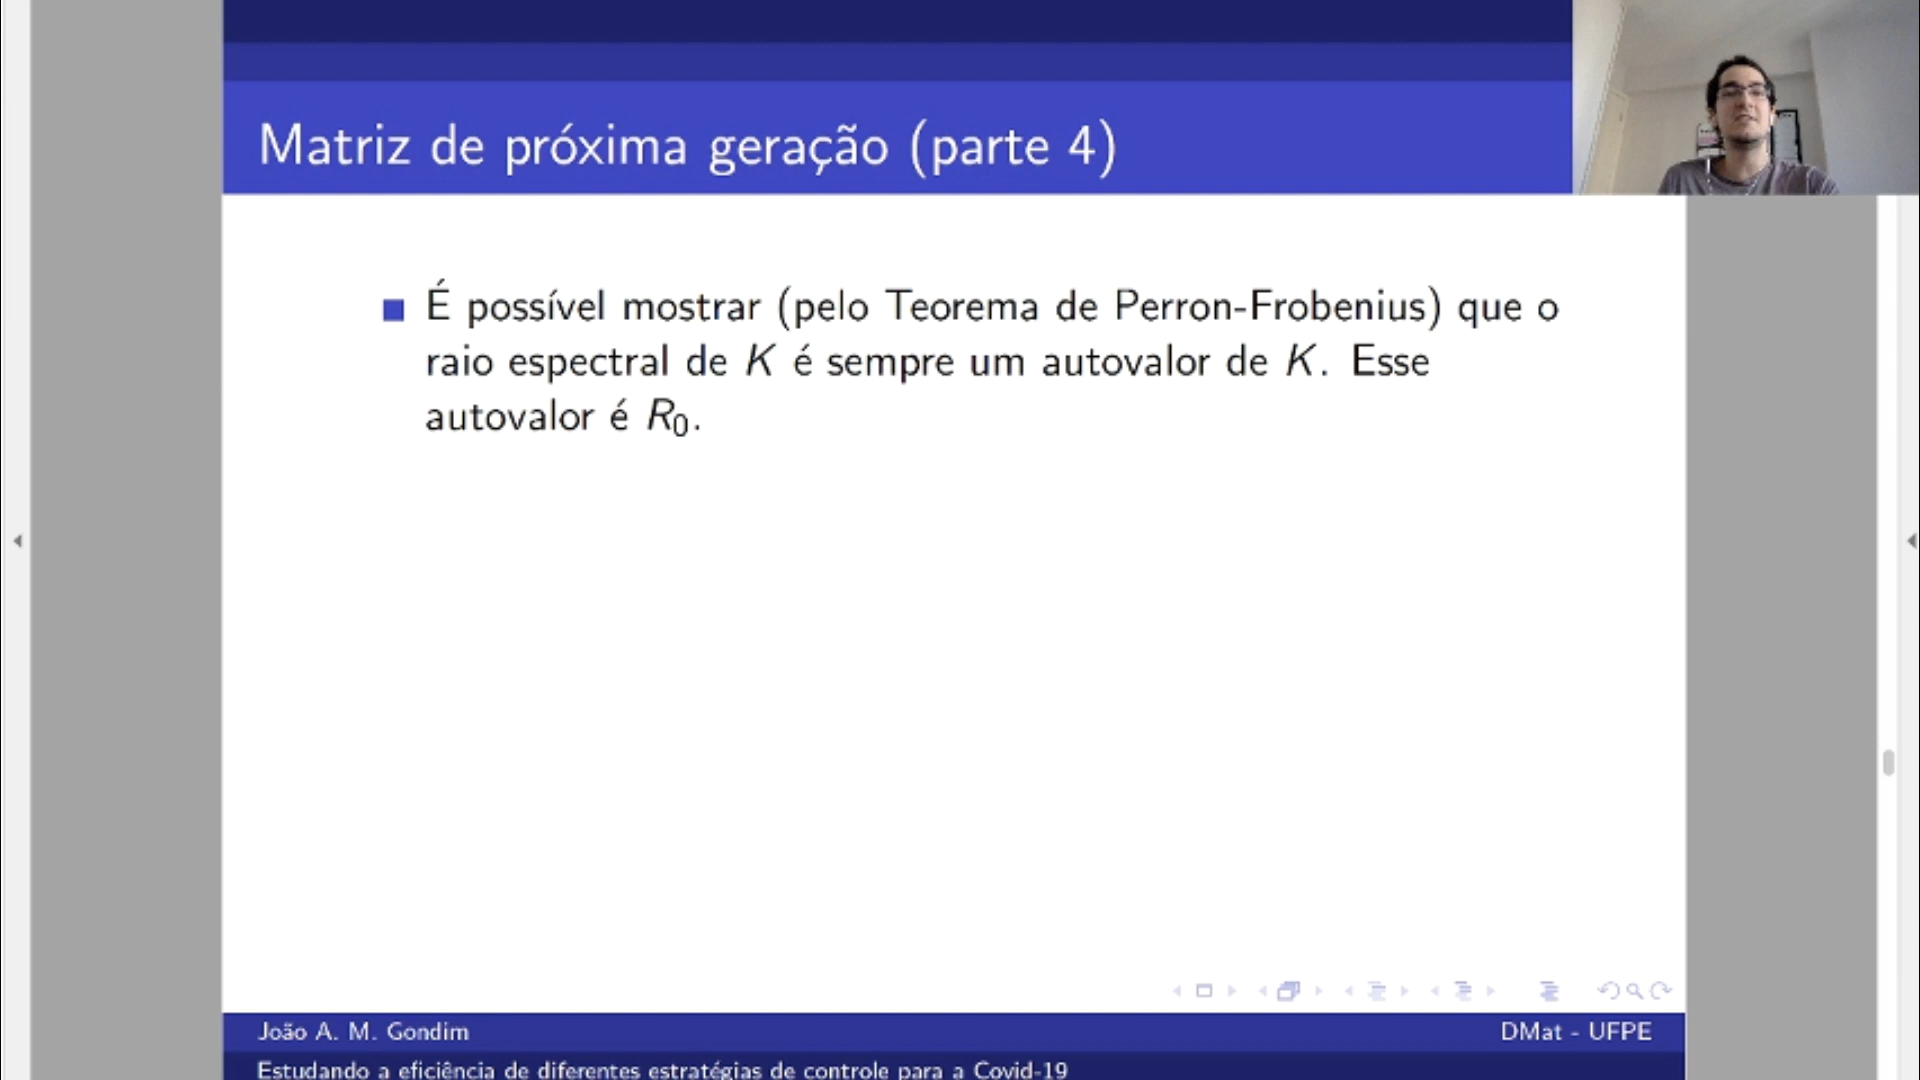 Matriz de próxima geração (parte 4)
É possível mostrar (pelo Teorema de Perron-Frobenius) que o
raio espectral de K é sempre um autovalor de K. Esse
autovalor é R₀.
João A. M. Gondim
DMat - UFPE
Estudando a eficiência de diferentes estratégias de controle para a Covid-19